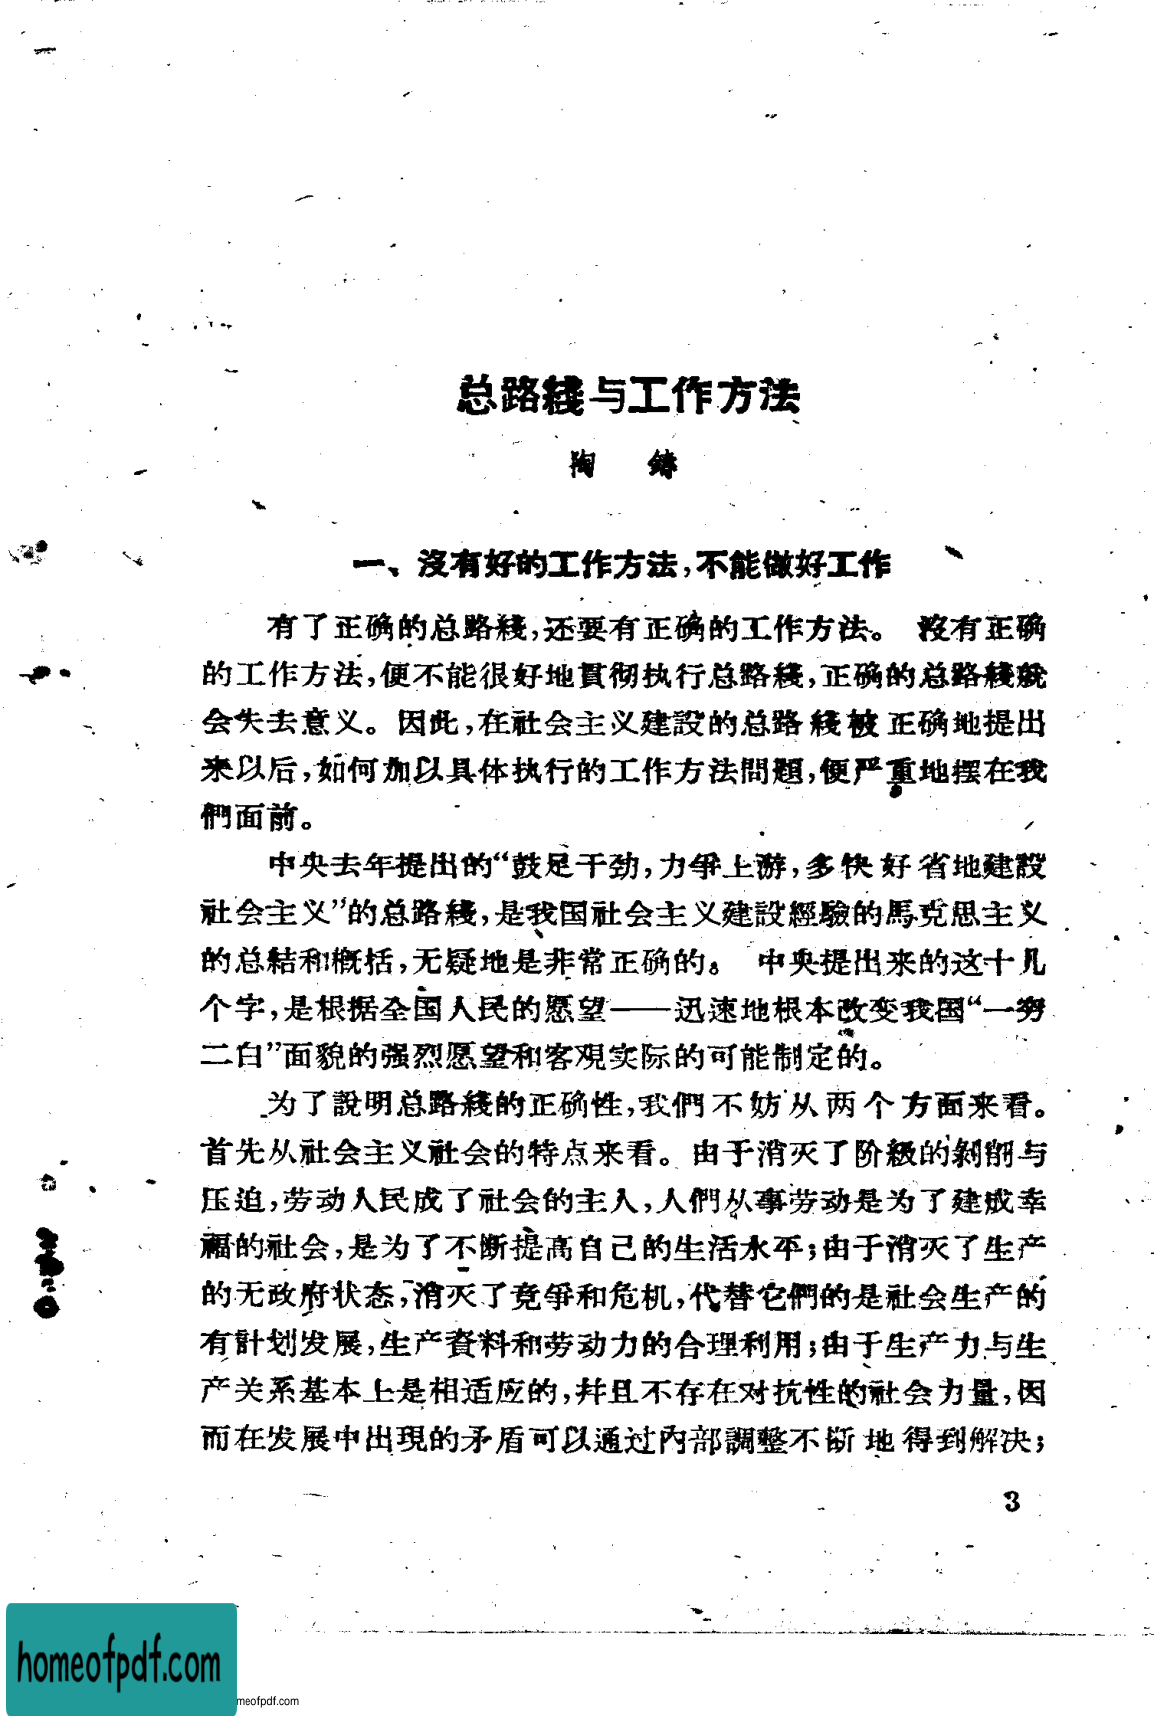 总路綫与工作方法
陶　鑄
一、沒有好的工作方法，不能做好工作
有了正确的总路綫，还要有正确的工作方法。沒有正确
的工作方法，便不能很好地貫彻执行总路綫，正确的总路綫就
会失去意义。因此，在社会主义建設的总路綫被正确地提出
来以后，如何加以具体执行的工作方法問題，便严重地摆在我
們面前。
中央去年提出的“鼓足干劲，力爭上游，多快好省地建設
社会主义”的总路綫，是我国社会主义建設經驗的馬克思主义
的总結和概括，无疑地是非常正确的。中央提出来的这十几
个字，是根据全国人民的愿望——迅速地根本改变我国“一穷
二白”面貌的强烈愿望和客观实际的可能制定的。
为了說明总路綫的正确性，我們不妨从两个方面来看。
首先从社会主义社会的特点来看。由于消灭了阶級的剝削与
压迫，劳动人民成了社会的主人，人們从事劳动是为了建成幸
福的社会，是为了不断提高自己的生活水平；由于消灭了生产
的无政府状态，消灭了竞爭和危机，代替它們的是社会生产的
有計划发展，生产資料和劳动力的合理利用；由于生产力与生
产关系基本上是相适应的，并且不存在对抗性的社会力量，因
而在发展中出現的矛盾可以通过內部調整不断地得到解决；
3
homeofpdf.com
meofpdf.com